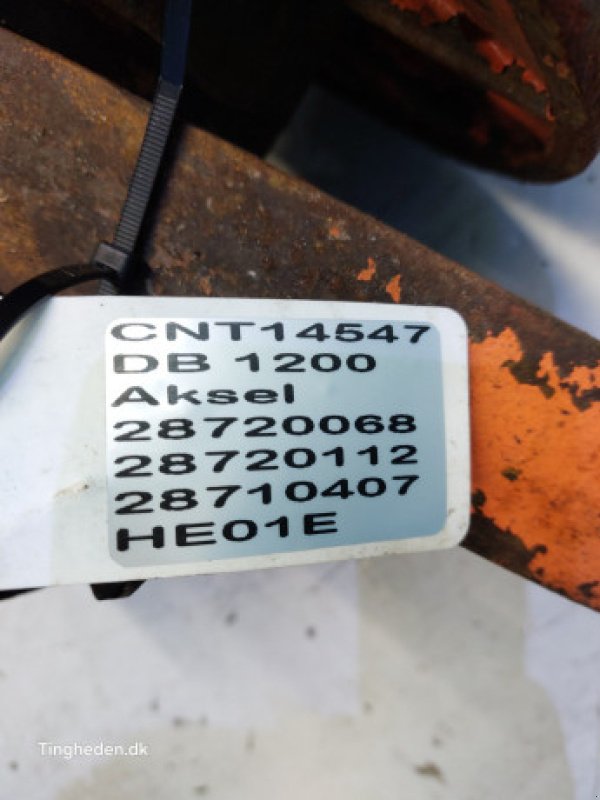 CNT14547
DB 1200
Aksel
28720068
28720112
28710407
HE01E
Tingheden.dk